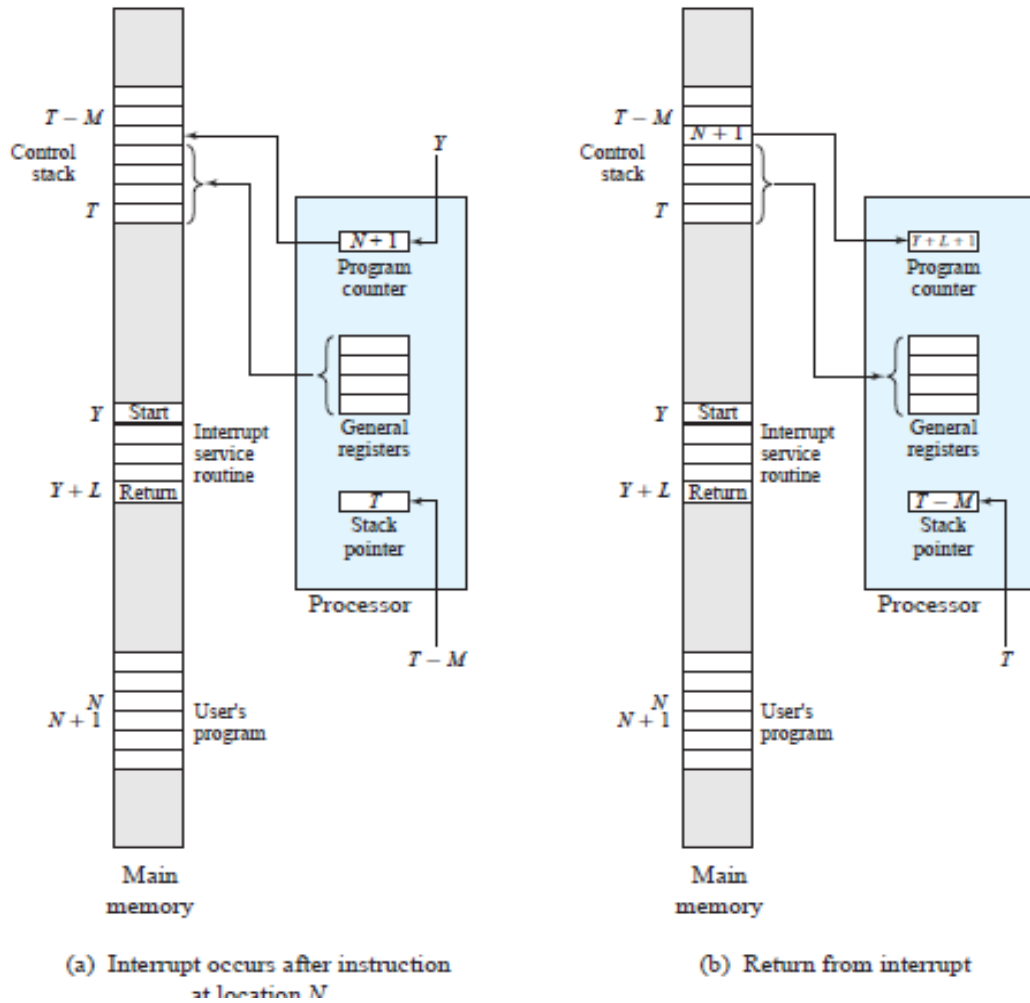 T − M
Control
stack
T
Y
N + 1
Program
counter
General
registers
T
Stack
pointer
Processor
T − M
Y
Start
Interrupt
service
routine
Y + L
Return
N
N + 1
User's
program
Main
memory
(a) Interrupt occurs after instruction
at location N
T − M
N + 1
Control
stack
T
Y + L + 1
Program
counter
General
registers
T − M
Stack
pointer
Processor
T
Y
Start
Interrupt
service
routine
Y + L
Return
N
N + 1
User's
program
Main
memory
(b) Return from interrupt